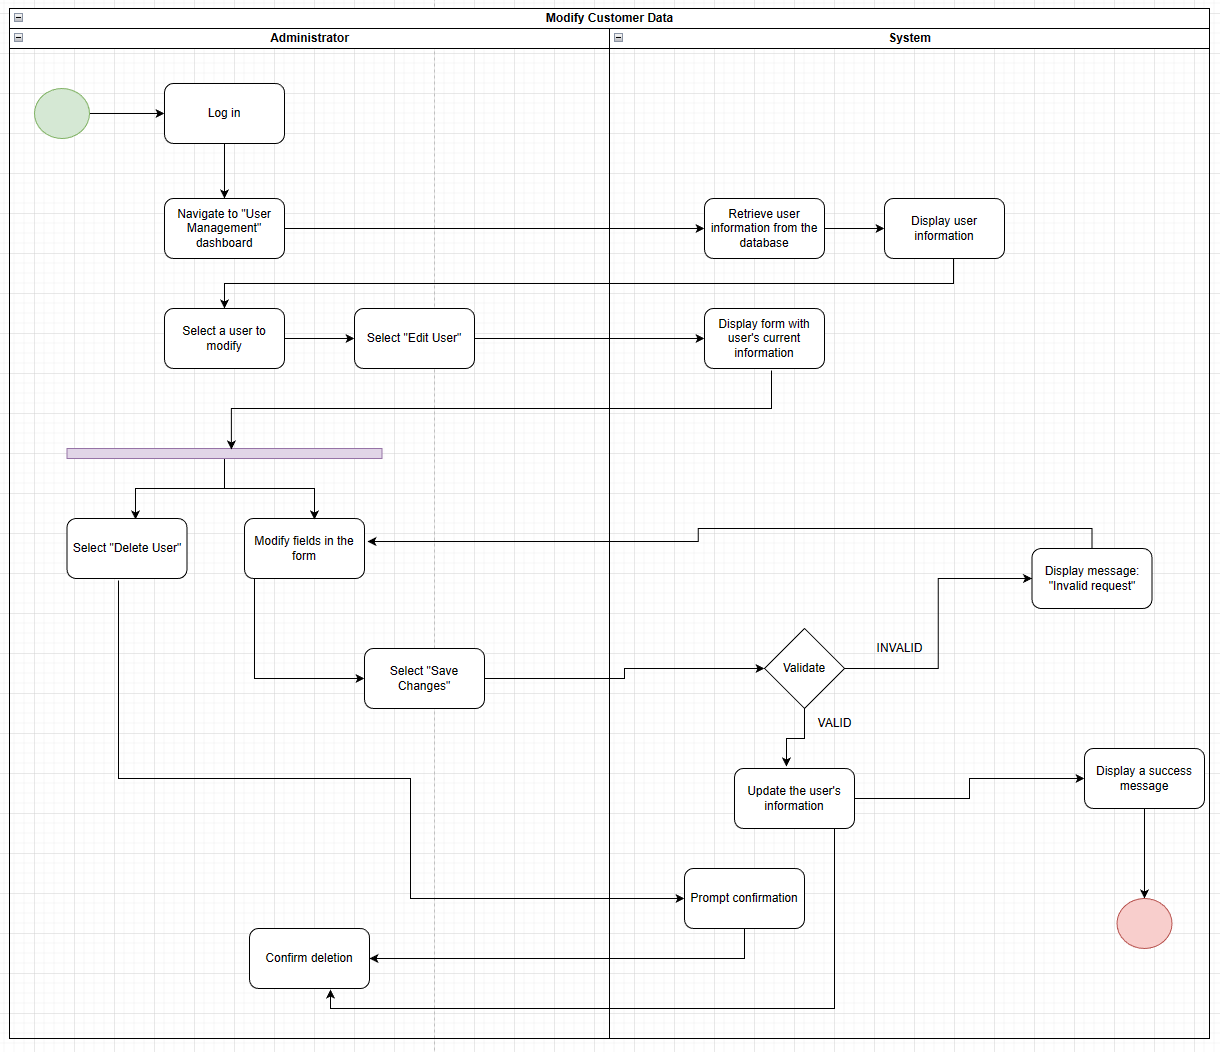 Modify Customer Data
Administrator
System
Log in
Navigate to "User
Management"
dashboard
Retrieve user
information from the
database
Display user
information
Select a user to
modify
Select "Edit User"
Display form with
user's current
information
Select "Delete User"
Modify fields in the
form
Display message:
"Invalid request"
INVALID
Validate
Select "Save
Changes"
VALID
Update the user's
information
Display a success
message
Prompt confirmation
Confirm deletion